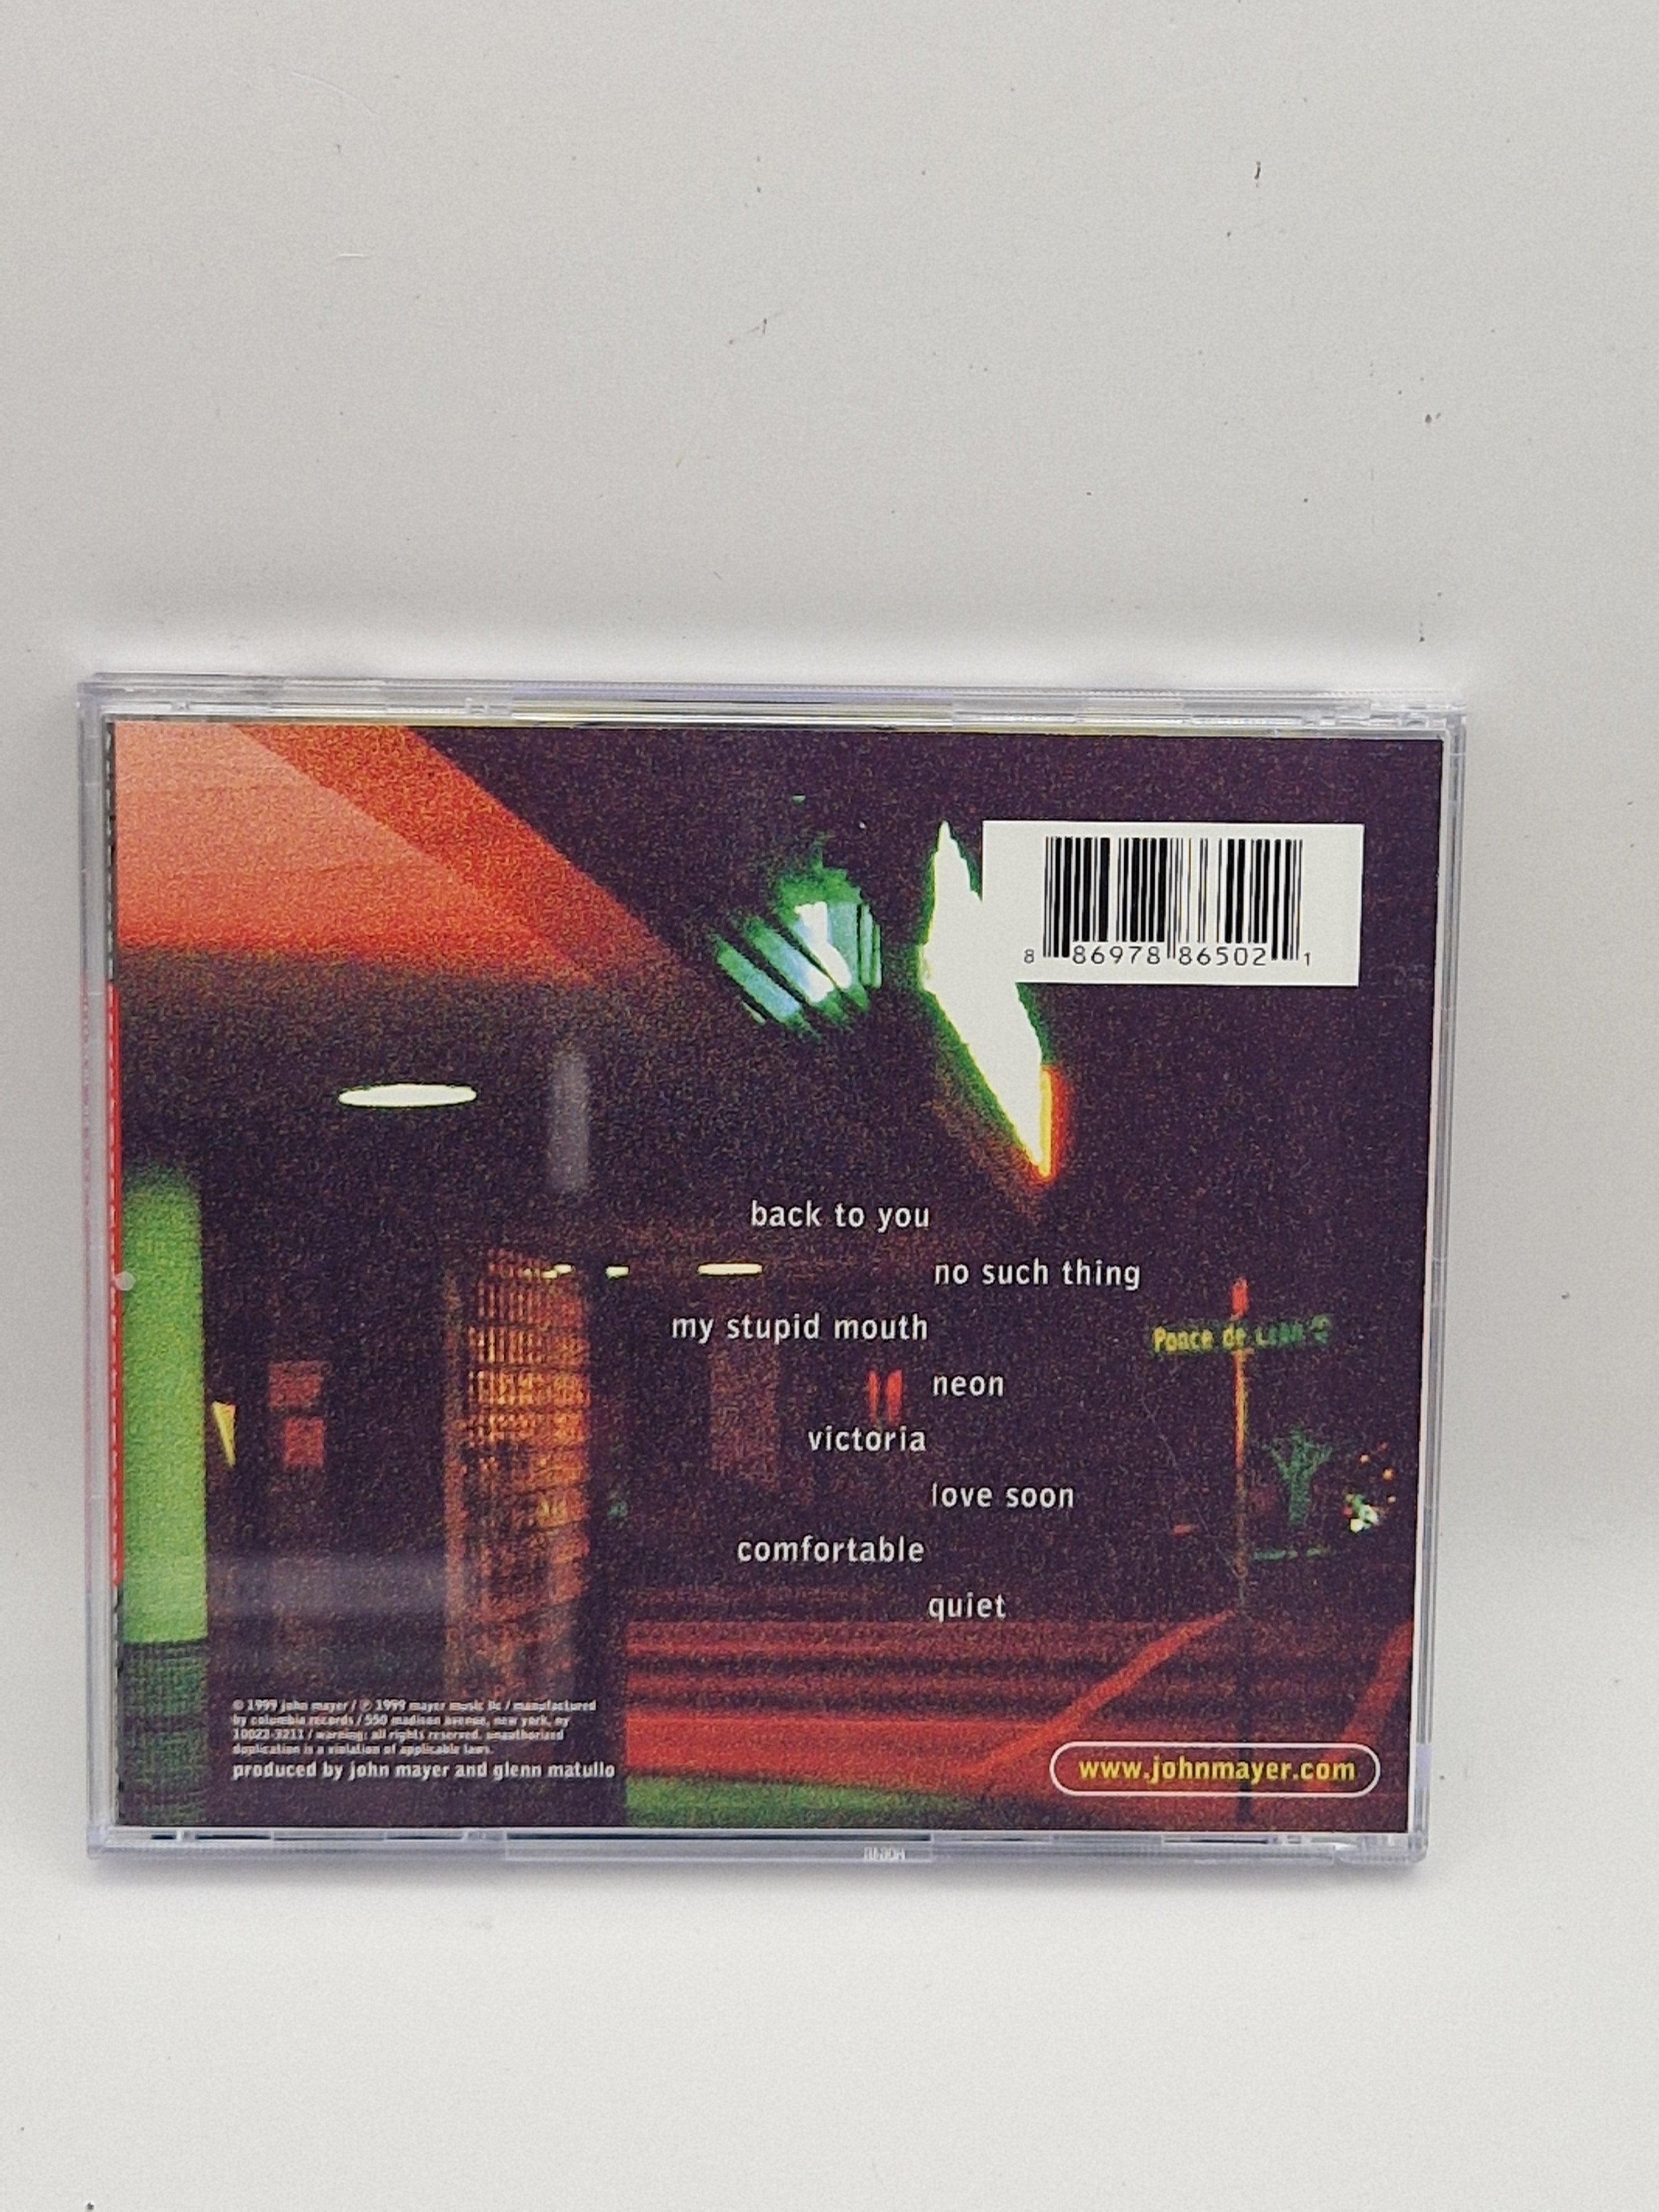 8 86978 86502 1
back to you
no such thing
my stupid mouth
Ponce de Leon
neon
victoria
love soon
comfortable
quiet
© 1999 john mayer / ℗ 1999 mayer music llc / manufactured
by columbia records / 550 madison avenue, new york, ny
10022-3211 / warning: all rights reserved. unauthorized
duplication is a violation of applicable laws.
produced by john mayer and glenn matullo
www.johnmayer.com